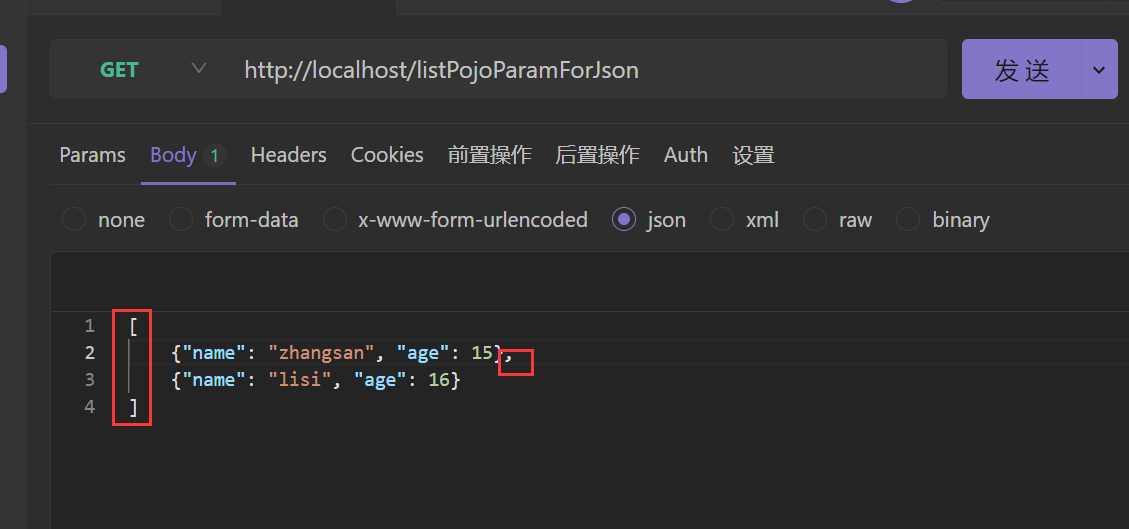 GET http://localhost/listPojoParamForJson 发 送
Params Body 1 Headers Cookies 前置操作 后置操作 Auth 设置
none form-data x-www-form-urlencoded json xml raw binary
1 [
2 {"name": "zhangsan", "age": 15},
3 {"name": "lisi", "age": 16}
4 ]